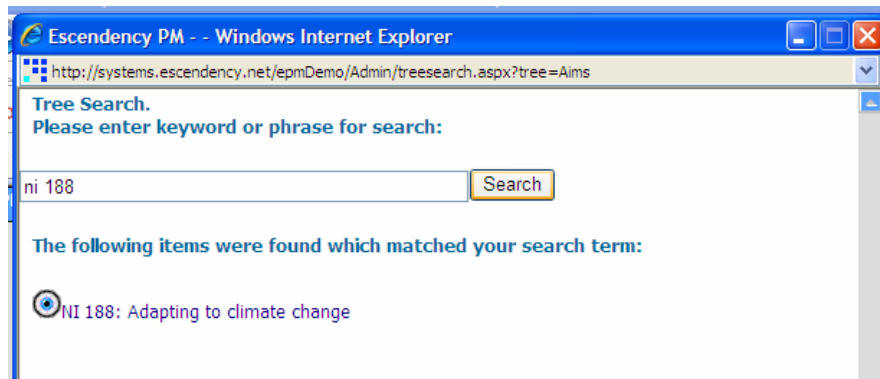 Escendency PM - - Windows Internet Explorer
http://systems.escendency.net/epmDemo/Admin/treesearch.aspx?tree=Aims
Tree Search.
Please enter keyword or phrase for search:
ni 188
Search
The following items were found which matched your search term:
NI 188: Adapting to climate change